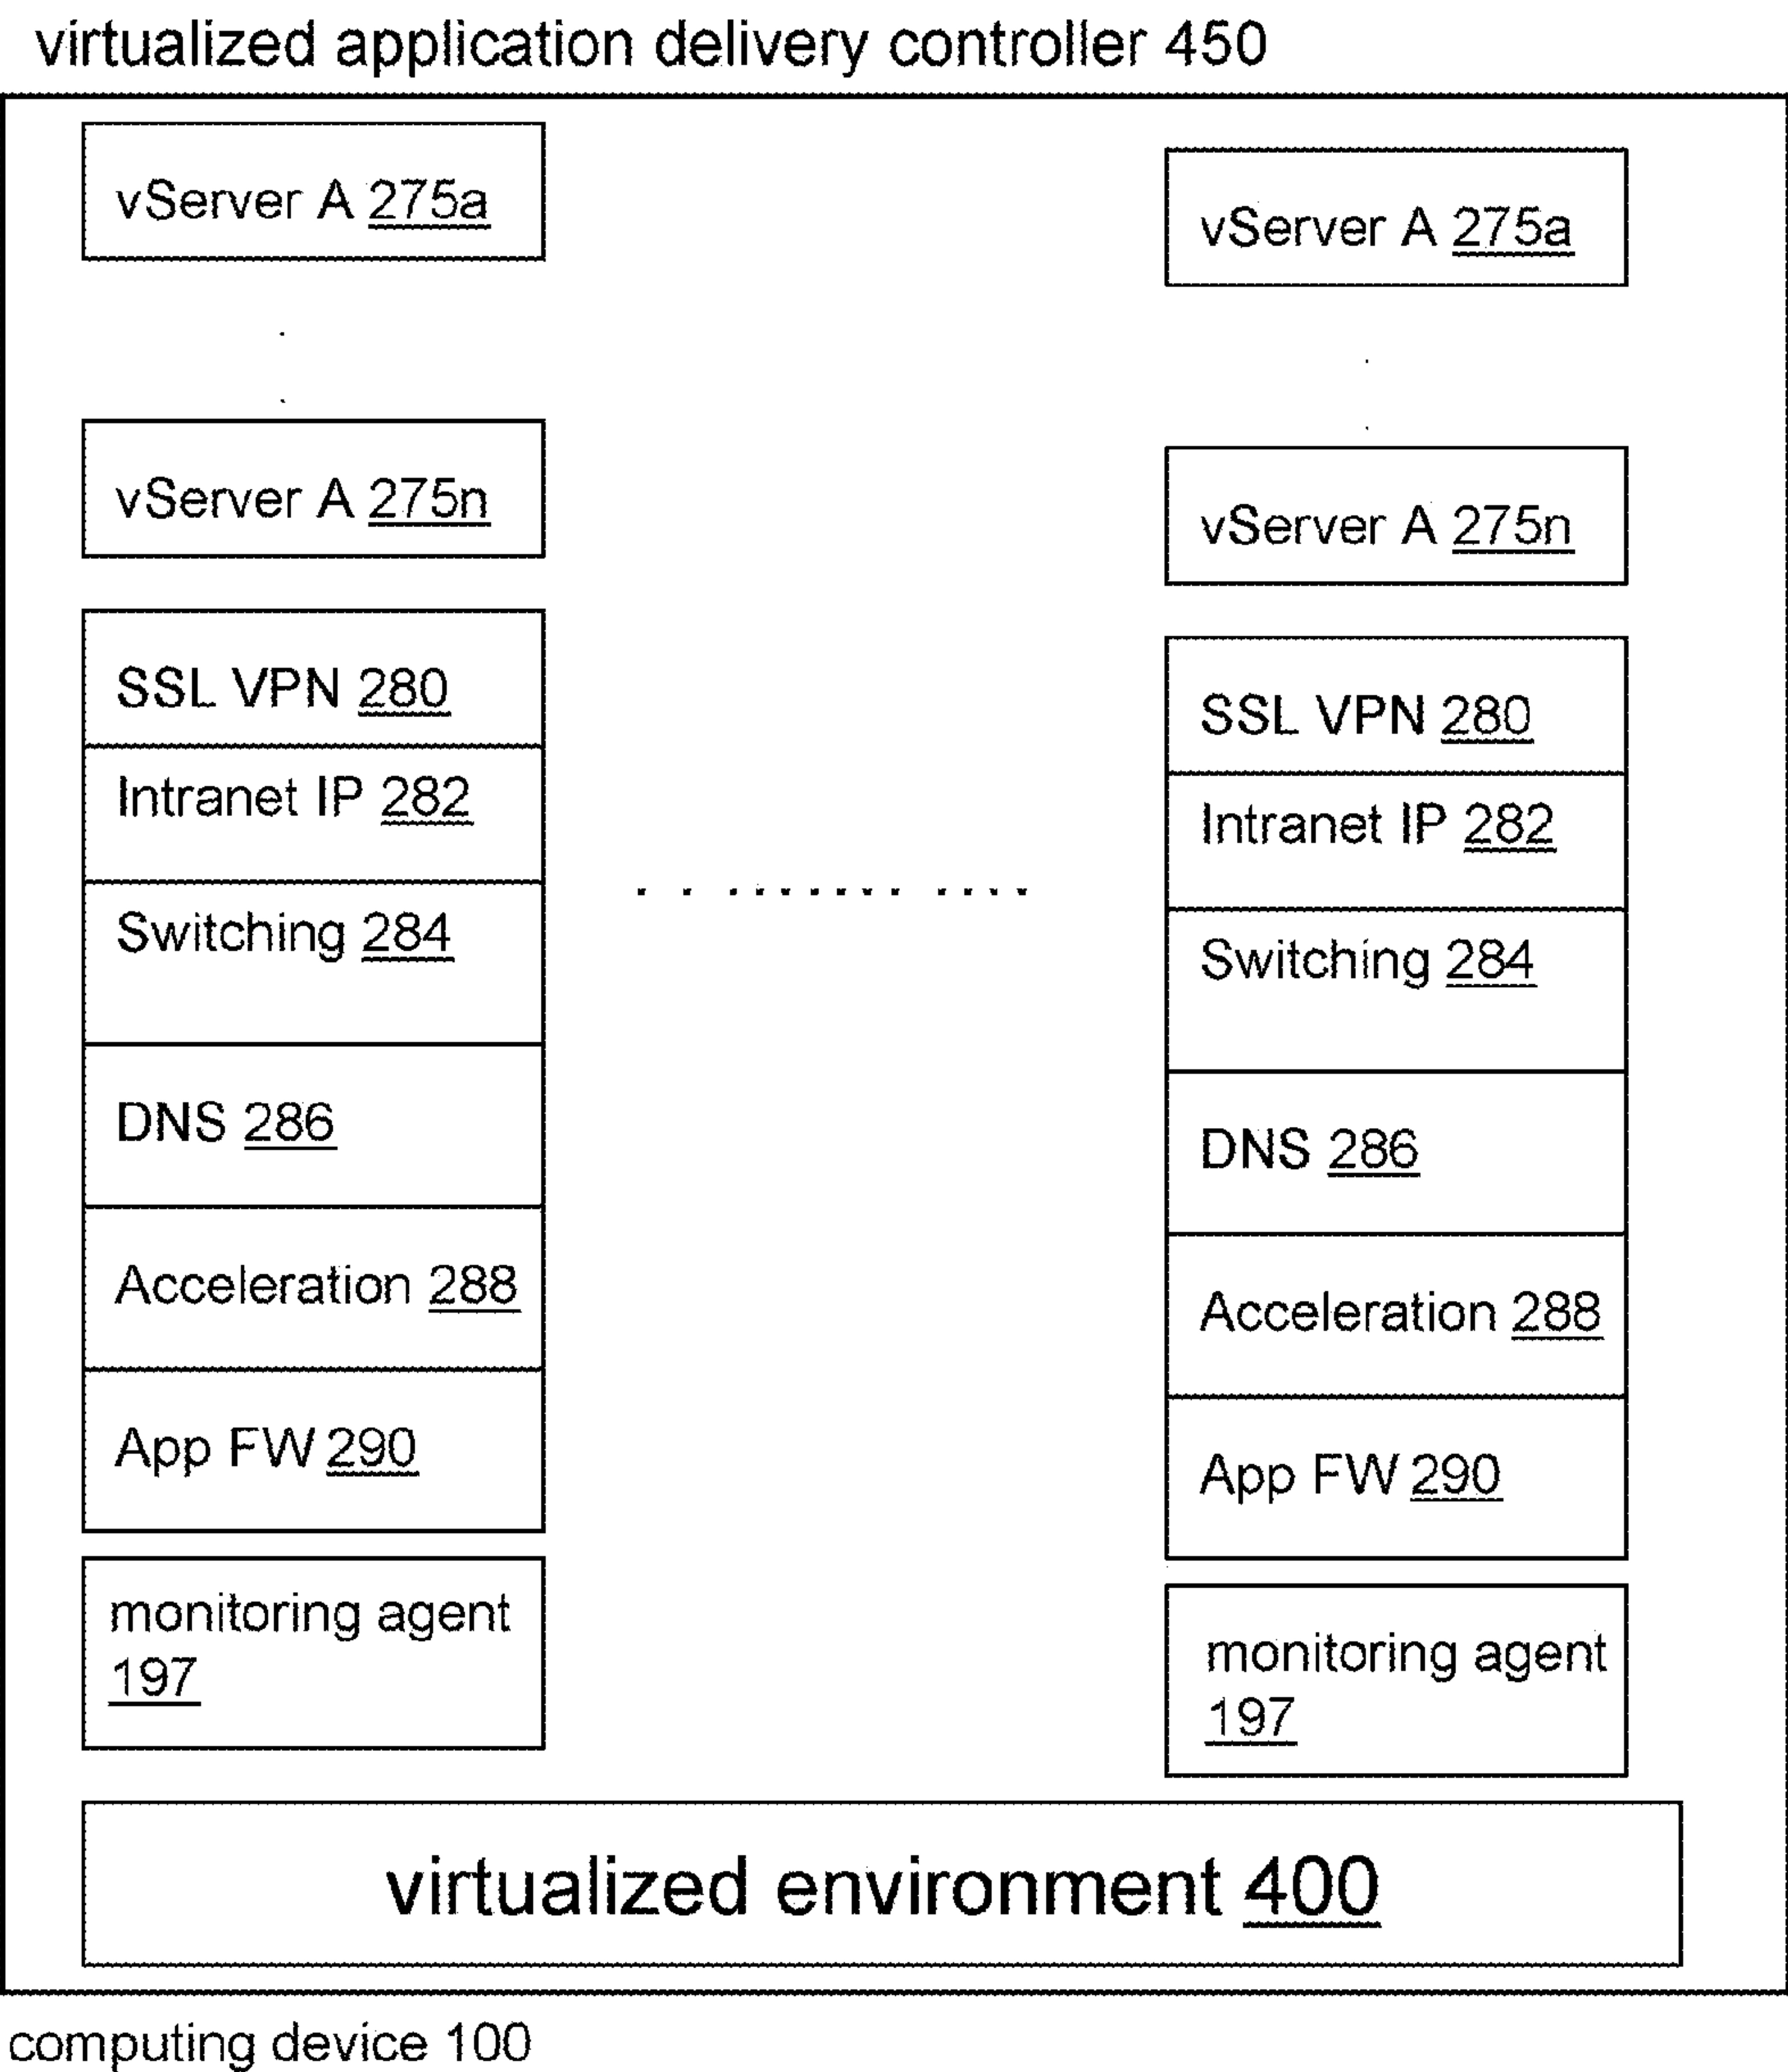 virtualized application delivery controller 450
vServer A 275a
vServer A 275n
SSL VPN 280
Intranet IP 282
Switching 284
DNS 286
Acceleration 288
App FW 290
monitoring agent
197
vServer A 275a
vServer A 275n
SSL VPN 280
Intranet IP 282
Switching 284
DNS 286
Acceleration 288
App FW 290
monitoring agent
197
virtualized environment 400
computing device 100